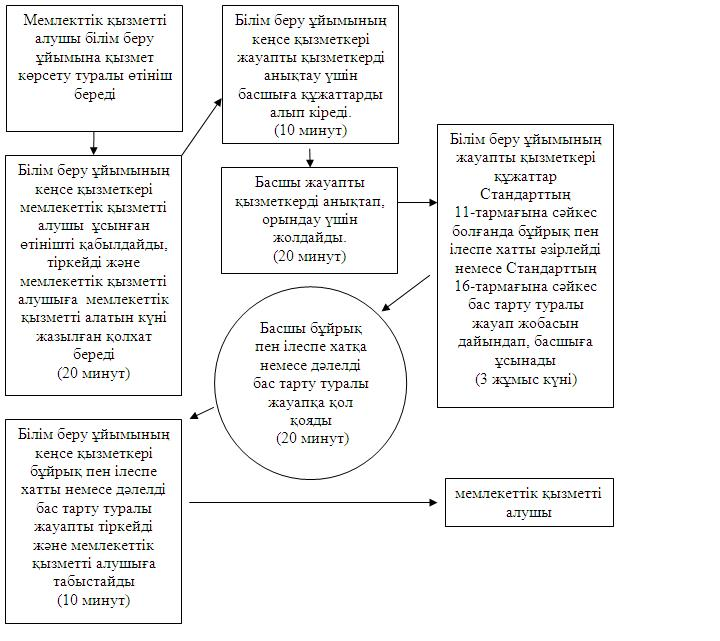 Мемлекттік қызметті
алушы білім беру
ұйымына қызмет
көрсету туралы өтініш
береді
Білім беру ұйымының
кеңсе қызметкері
мемлекеттік қызметті
алушы ұсынған
өтінішті қабылдайды,
тіркейді және
мемлекеттік қызметті
алушыға мемлекеттік
қызметті алатын күні
жазылған қолхат
береді
(20 минут)
Білім беру ұйымының
кеңсе қызметкері
жауапты қызметкерді
анықтау үшін
басшыға құжаттарды
алып кіреді.
(10 минут)
Басшы жауапты
қызметкерді анықтап,
орындау үшін
жолдайды.
(20 минут)
Білім беру ұйымының
жауапты қызметкері
құжаттар
Стандарттың
11-тармағына сәйкес
болғанда бұйрық пен
ілеспе хатты әзірлейді
немесе Стандарттың
16-тармағына сәйкес
бас тарту туралы
жауап жобасын
дайындап, басшыға
ұсынады
(3 жұмыс күні)
Басшы бұйрық
пен ілеспе хатқа
немесе дәлелді
бас тарту туралы
жауапқа қол
қояды
(20 минут)
Білім беру ұйымының
кеңсе қызметкері
бұйрық пен ілеспе
хатты немесе дәлелді
бас тарту туралы
жауапты тіркейді
және мемлекеттік
қызметті алушыға
табыстайды
(10 минут)
мемлекеттік қызметті
алушы